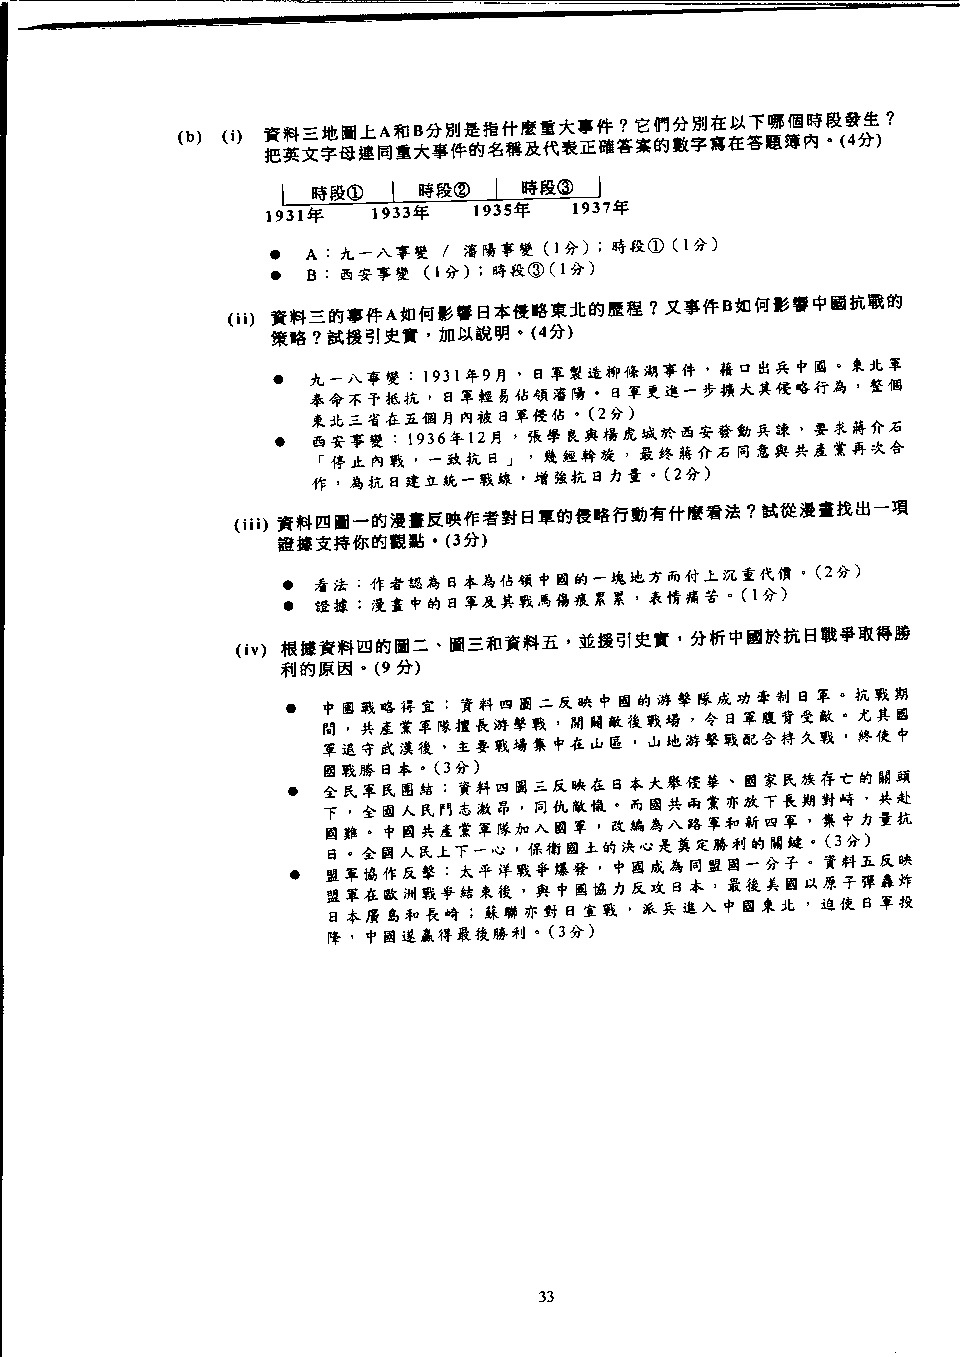 (b) (i) 資料三地圖上A和B分別是指什麼重大事件？它們分別在以下哪個時段發生？
把英文字母連同重大事件的名稱及代表正確答案的數字寫在答題簿內。(4分)
時段① 時段② 時段③
1931年 1933年 1935年 1937年
● A：九一八事變 / 瀋陽事變 (1分)；時段① (1分)
● B：西安事變 (1分)；時段③ (1分)
(ii) 資料三的事件A如何影響日本侵略東北的歷程？又事件B如何影響中國抗戰的
策略？試援引史實，加以說明。(4分)
● 九一八事變：1931年9月，日軍製造柳條湖事件，藉口出兵中國。東北軍
奉命不予抵抗，日軍輕易佔領瀋陽。日軍更進一步擴大其侵略行為，整個
東北三省在五個月內被日軍侵佔。(2分)
● 西安事變：1936年12月，張學良與楊虎城於西安發動兵諫，要求蔣介石
「停止內戰，一致抗日」，幾經斡旋，最終蔣介石同意與共產黨再次合
作，為抗日建立統一戰線，增強抗日力量。(2分)
(iii) 資料四圖一的漫畫反映作者對日軍的侵略行動有什麼看法？試從漫畫找出一項
證據支持你的觀點。(3分)
● 看法：作者認為日本為佔領中國的一塊地方而付上沉重代價。(2分)
● 證據：漫畫中的日軍及其戰馬傷痕累累，表情痛苦。(1分)
(iv) 根據資料四的圖二、圖三和資料五，並援引史實，分析中國於抗日戰爭取得勝
利的原因。(9 分)
● 中國戰略得宜：資料四圖二反映中國的游擊隊成功牽制日軍。抗戰期
間，共產黨軍隊擅長游擊戰，開闢敵後戰場，令日軍腹背受敵。尤其國
軍退守武漢後，主要戰場集中在山區，山地游擊戰配合持久戰，終使中
國戰勝日本。(3分)
● 全民軍民團結：資料四圖三反映在日本大舉侵華、國家民族存亡的關頭
下，全國人民鬥志激昂，同仇敵愾。而國共兩黨亦放下長期對峙，共赴
國難。中國共產黨軍隊加入國軍，改編為八路軍和新四軍，集中力量抗
日。全國人民上下一心，保衛國土的決心是奠定勝利的關鍵。(3分)
● 盟軍協作反擊：太平洋戰爭爆發，中國成為同盟國一分子。資料五反映
盟軍在歐洲戰爭結束後，與中國協力反攻日本，最後美國以原子彈轟炸
日本廣島和長崎；蘇聯亦對日宣戰，派兵進入中國東北，迫使日軍投
降，中國遂贏得最後勝利。(3分)
33